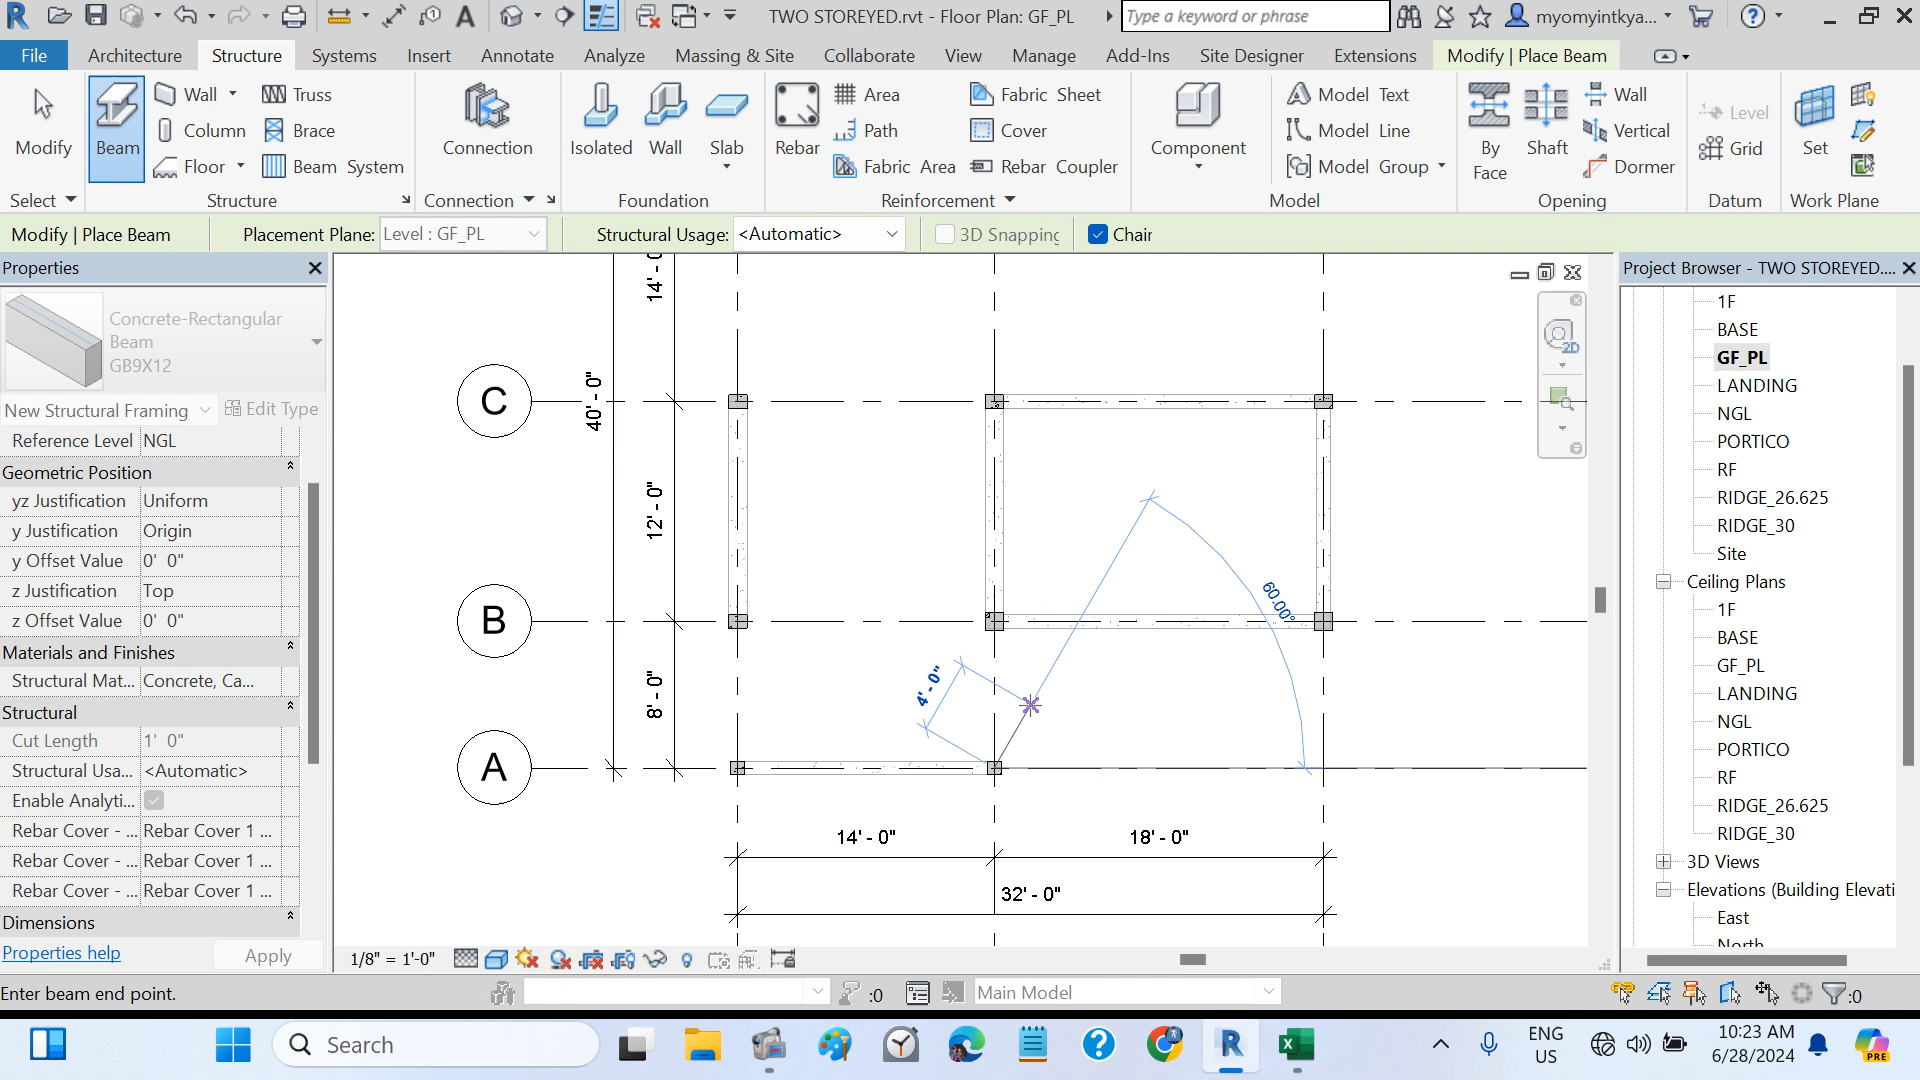 TWO STOREYED.rvt - Floor Plan: GF_PL
Type a keyword or phrase
myomyintkya...
File Architecture Structure Systems Insert Annotate Analyze Massing & Site Collaborate View Manage Add-Ins Site Designer Extensions Modify | Place Beam
Modify
Beam
Wall
Column
Floor
Truss
Brace
Beam System
Connection
Isolated
Wall
Slab
Rebar
Area
Path
Fabric Area
Fabric Sheet
Cover
Rebar Coupler
Component
Model Text
Model Line
Model Group
By Face
Shaft
Wall
Vertical
Dormer
Level
Grid
Set
Select Structure Connection Foundation Reinforcement Model Opening Datum Work Plane
Modify | Place Beam Placement Plane: Level : GF_PL Structural Usage: <Automatic> 3D Snapping Chair
Properties
Concrete-Rectangular
Beam
GB9X12
New Structural Framing Edit Type
Reference Level NGL
Geometric Position
yz Justification Uniform
y Justification Origin
y Offset Value 0' 0"
z Justification Top
z Offset Value 0' 0"
Materials and Finishes
Structural Mat... Concrete, Ca...
Structural
Cut Length 1' 0"
Structural Usa... <Automatic>
Enable Analyti...
Rebar Cover - ... Rebar Cover 1 ...
Rebar Cover - ... Rebar Cover 1 ...
Rebar Cover - ... Rebar Cover 1 ...
Dimensions
Properties help Apply
14' - 0
C
40' - 0"
12' - 0"
B
8' - 0"
A
60.00°
4' - 0"
14' - 0" 18' - 0"
32' - 0"
2D
1/8" = 1'-0"
Project Browser - TWO STOREYED....
1F
BASE
GF_PL
LANDING
NGL
PORTICO
RF
RIDGE_26.625
RIDGE_30
Site
Ceiling Plans
1F
BASE
GF_PL
LANDING
NGL
PORTICO
RF
RIDGE_26.625
RIDGE_30
3D Views
Elevations (Building Elevati
East
North
Enter beam end point. :0 Main Model :0
Search
ENG
US
10:23 AM
6/28/2024
PRE